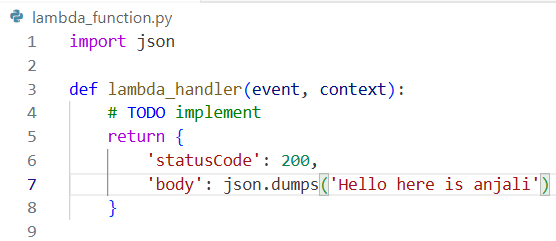 lambda_function.py
1 import json
2
3 def lambda_handler(event, context):
4     # TODO implement
5     return {
6         'statusCode': 200,
7         'body': json.dumps('Hello here is anjali')
8     }
9